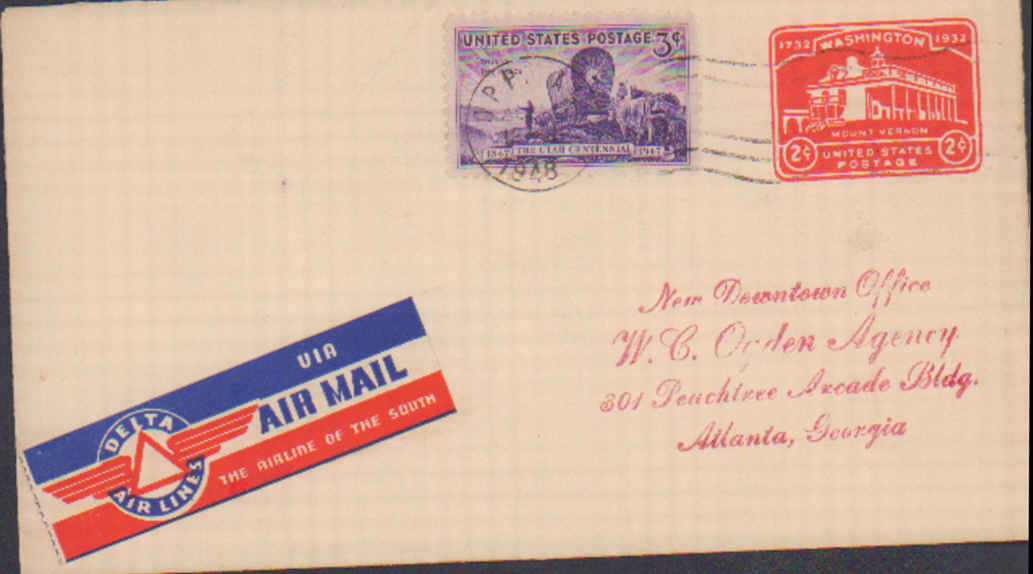 UNITED STATES POSTAGE 3¢
1847 THE UTAH CENTENNIAL 1947
1948
1732 WASHINGTON 1932
MOUNT VERNON
2¢ UNITED STATES 2¢
POSTAGE
New Downtown Office
W. C. Ogden Agency
301 Peachtree Arcade Bldg.
Atlanta, Georgia
VIA
AIR MAIL
THE AIRLINE OF THE SOUTH
DELTA
AIR LINES